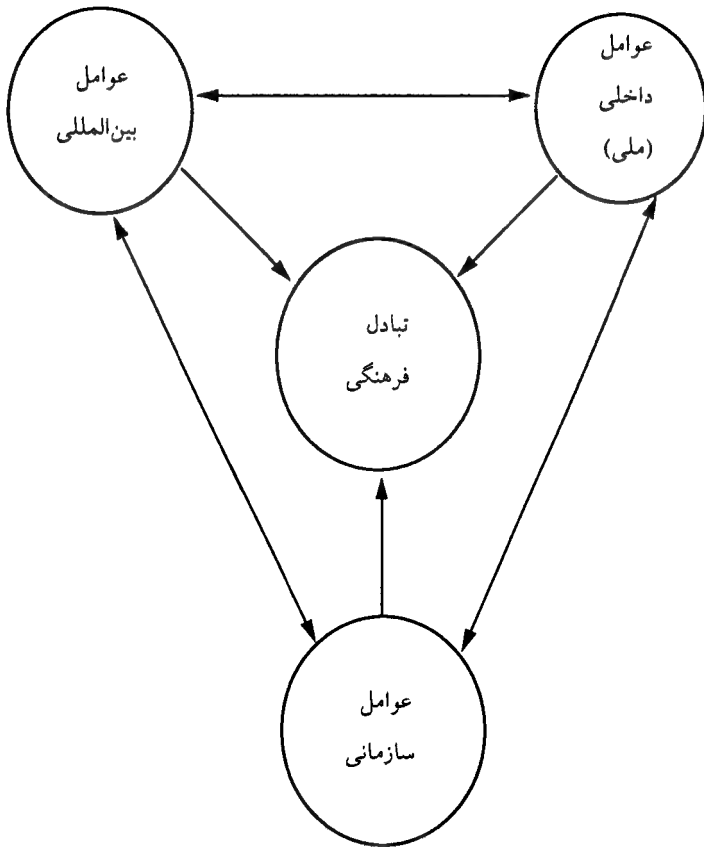 عوامل
داخلی
(ملی)
عوامل
بین‌المللی
تبادل
فرهنگی
عوامل
سازمانی